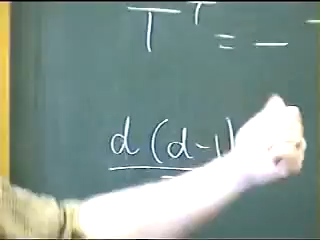 T^T = -
d(d-1)